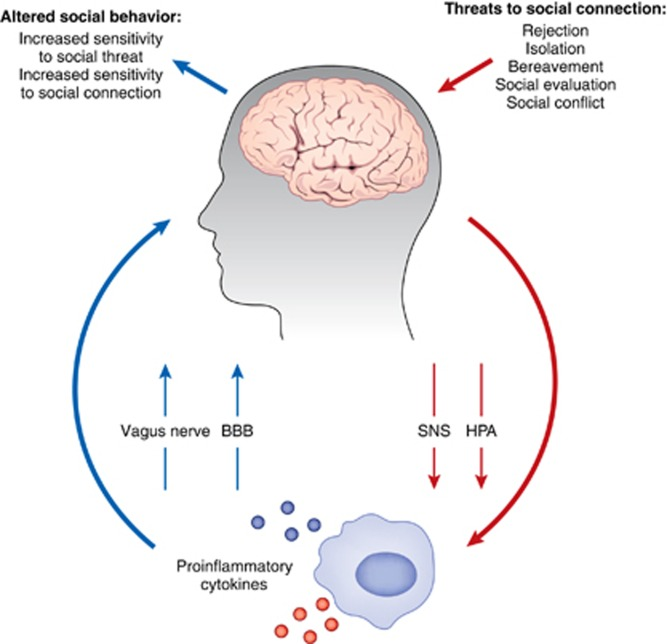 Altered social behavior:
Increased sensitivity
to social threat
Increased sensitivity
to social connection
Threats to social connection:
Rejection
Isolation
Bereavement
Social evaluation
Social conflict
Vagus nerve
BBB
SNS
HPA
Proinflammatory
cytokines